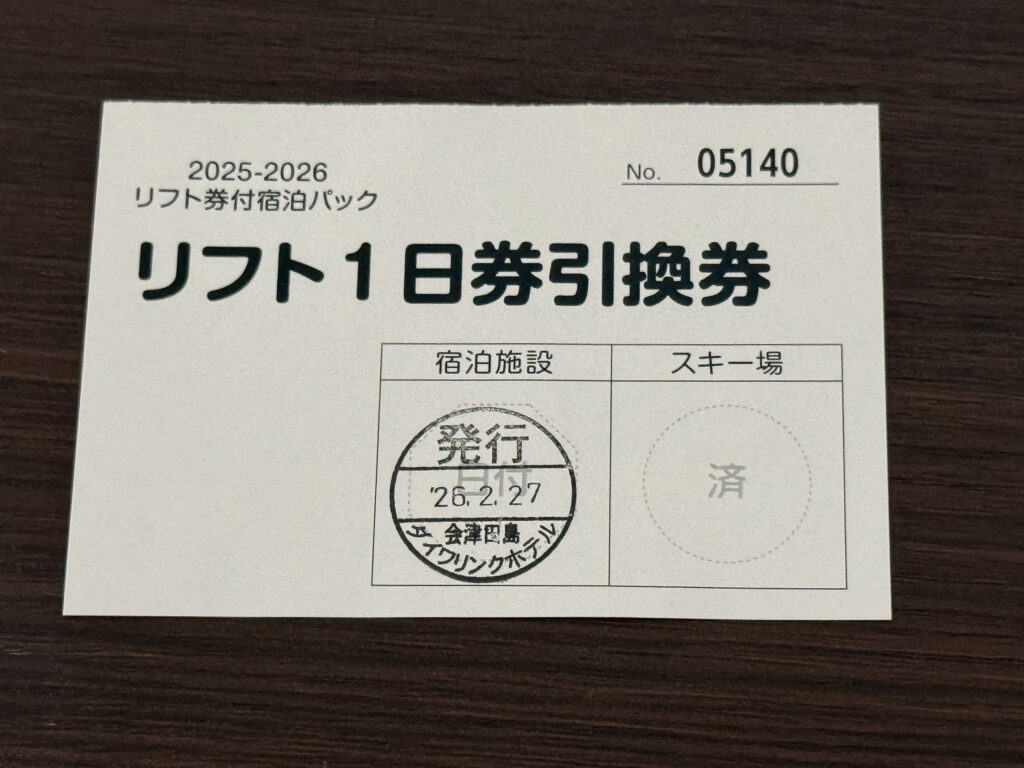 2025-2026
リフト券付宿泊パック
No. 05140
リフト1日券引換券
宿泊施設
スキー場
発行
日付
'26.2.27
会津田島
ダイワリンクホテル
済